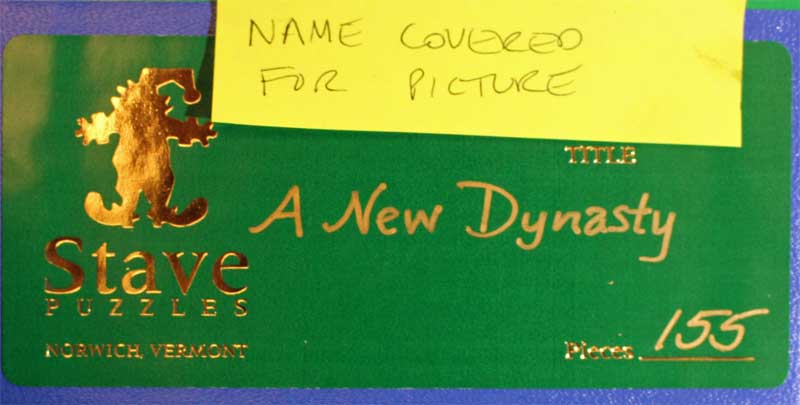 NAME COVERED
FOR PICTURE
TITLE
A New Dynasty
Stave
PUZZLES
NORWICH, VERMONT
Pieces 155